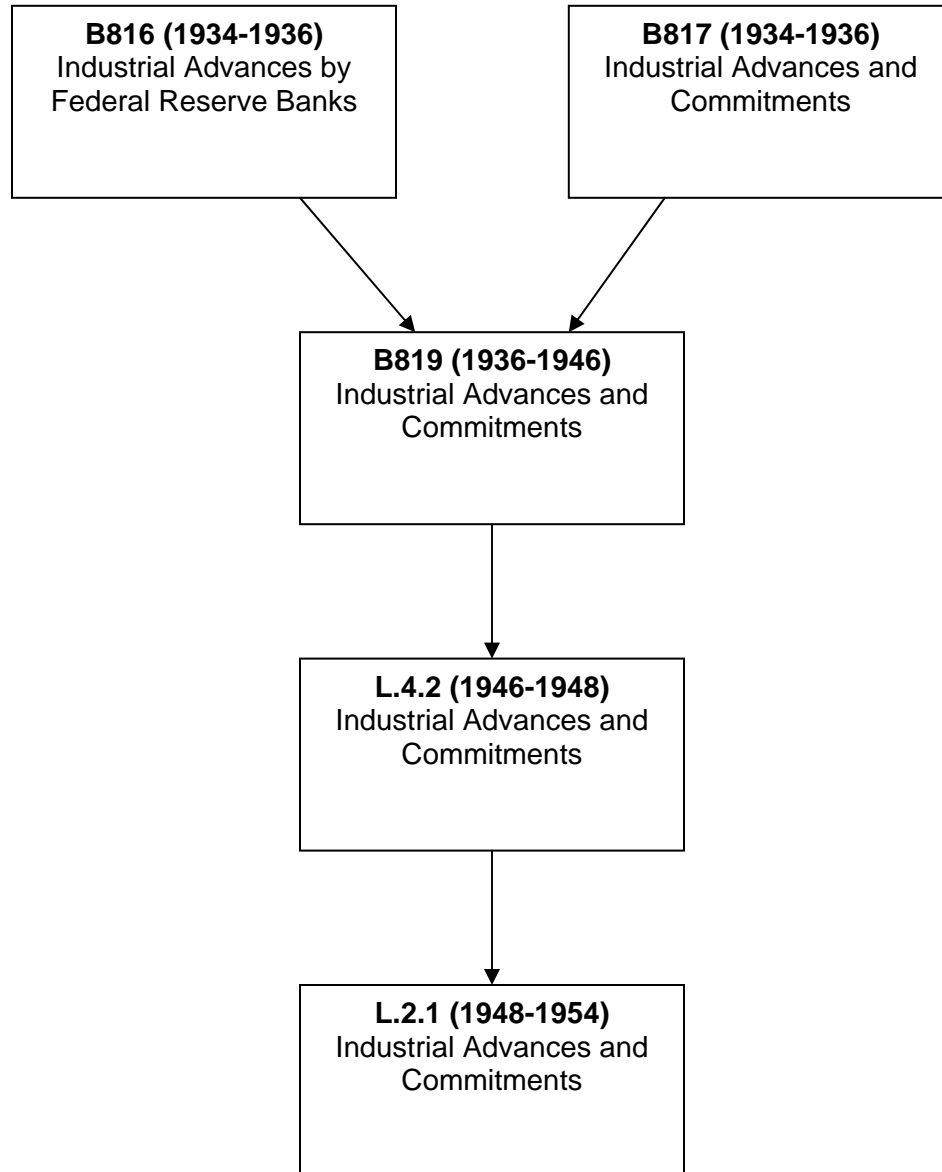 B816 (1934-1936)
Industrial Advances by
Federal Reserve Banks
B817 (1934-1936)
Industrial Advances and
Commitments
B819 (1936-1946)
Industrial Advances and
Commitments
L.4.2 (1946-1948)
Industrial Advances and
Commitments
L.2.1 (1948-1954)
Industrial Advances and
Commitments